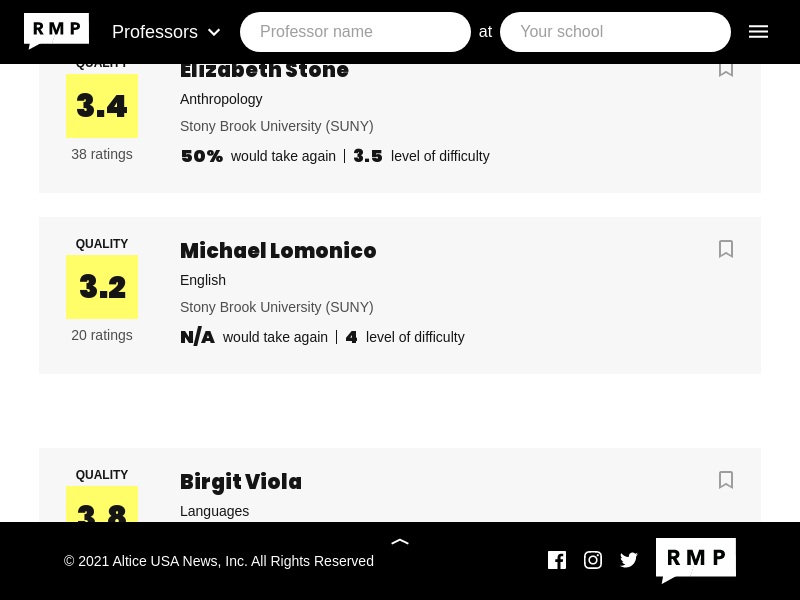 RMP Professors Professor name at Your school
QUALITY
Elizabeth Stone
3.4
Anthropology
Stony Brook University (SUNY)
38 ratings
50% would take again | 3.5 level of difficulty
QUALITY
Michael Lomonico
3.2
English
Stony Brook University (SUNY)
20 ratings
N/A would take again | 4 level of difficulty
QUALITY
Birgit Viola
3.8
Languages
© 2021 Altice USA News, Inc. All Rights Reserved
RMP